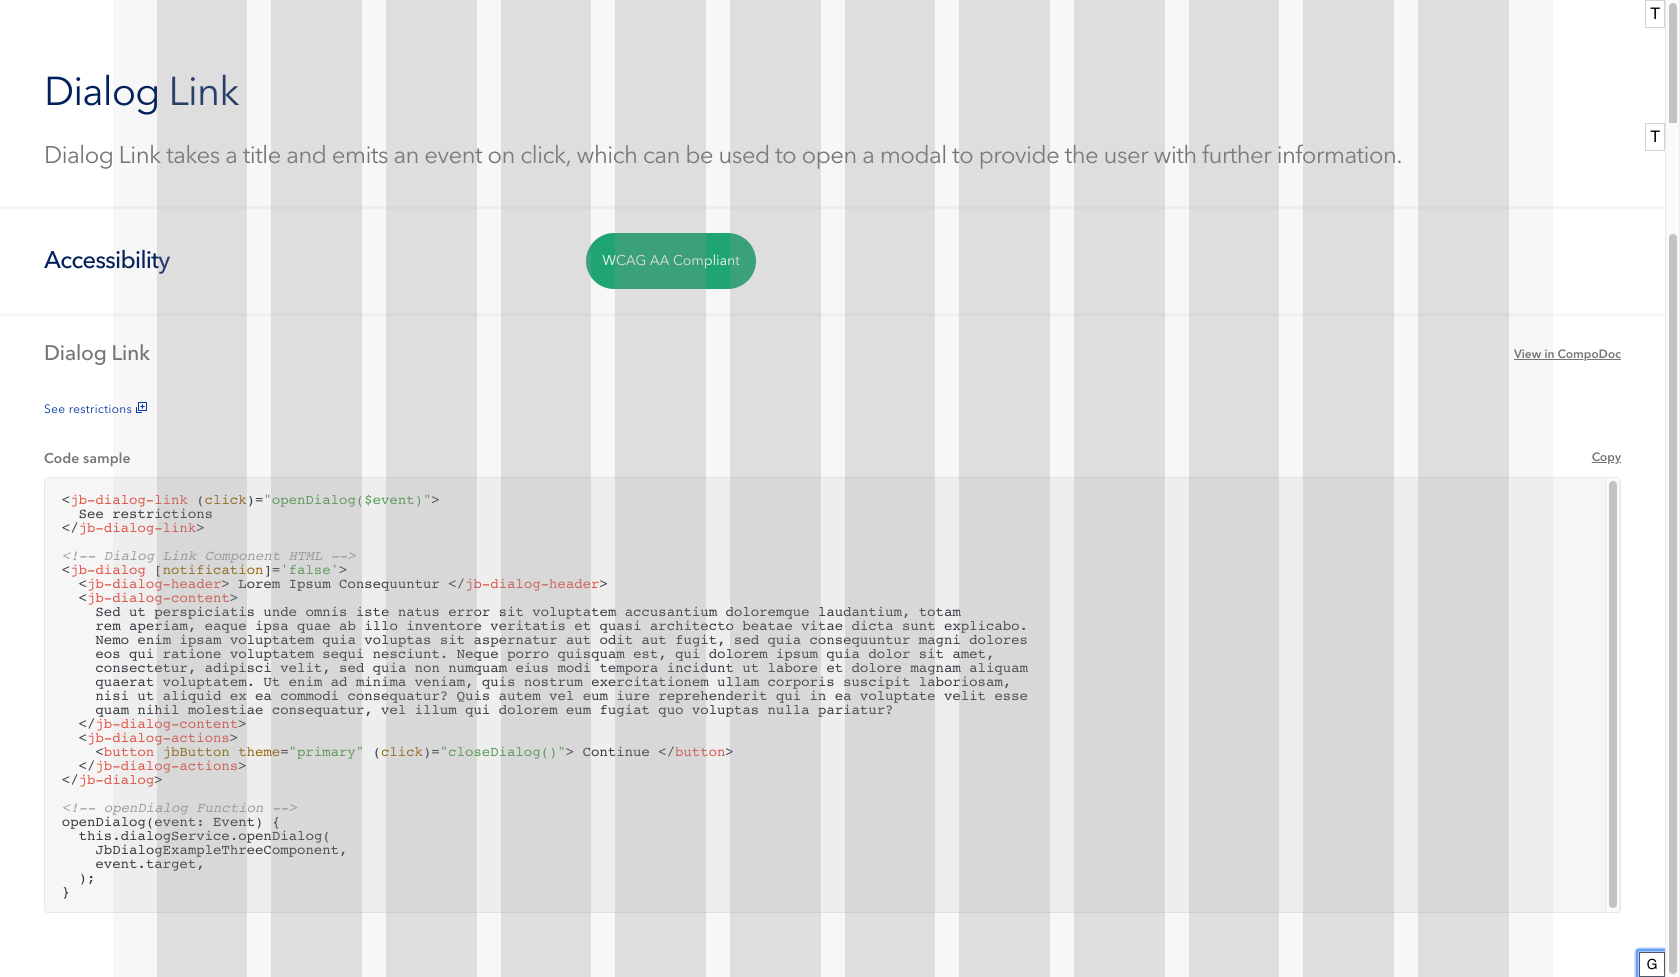 T
Dialog Link
T
Dialog Link takes a title and emits an event on click, which can be used to open a modal to provide the user with further information.
Accessibility
WCAG AA Compliant
Dialog Link
View in CompoDoc
See restrictions
Code sample
Copy
<jb-dialog-link (click)="openDialog($event)">
  See restrictions
</jb-dialog-link>
<!-- Dialog Link Component HTML -->
<jb-dialog [notification]='false'>
  <jb-dialog-header> Lorem Ipsum Consequuntur </jb-dialog-header>
  <jb-dialog-content>
    Sed ut perspiciatis unde omnis iste natus error sit voluptatem accusantium doloremque laudantium, totam
    rem aperiam, eaque ipsa quae ab illo inventore veritatis et quasi architecto beatae vitae dicta sunt explicabo.
    Nemo enim ipsam voluptatem quia voluptas sit aspernatur aut odit aut fugit, sed quia consequuntur magni dolores
    eos qui ratione voluptatem sequi nesciunt. Neque porro quisquam est, qui dolorem ipsum quia dolor sit amet,
    consectetur, adipisci velit, sed quia non numquam eius modi tempora incidunt ut labore et dolore magnam aliquam
    quaerat voluptatem. Ut enim ad minima veniam, quis nostrum exercitationem ullam corporis suscipit laboriosam,
    nisi ut aliquid ex ea commodi consequatur? Quis autem vel eum iure reprehenderit qui in ea voluptate velit esse
    quam nihil molestiae consequatur, vel illum qui dolorem eum fugiat quo voluptas nulla pariatur?
  </jb-dialog-content>
  <jb-dialog-actions>
    <button jbButton theme="primary" (click)="closeDialog()"> Continue </button>
  </jb-dialog-actions>
</jb-dialog>
<!-- openDialog Function -->
openDialog(event: Event) {
  this.dialogService.openDialog(
    JbDialogExampleThreeComponent,
    event.target,
  );
}
G